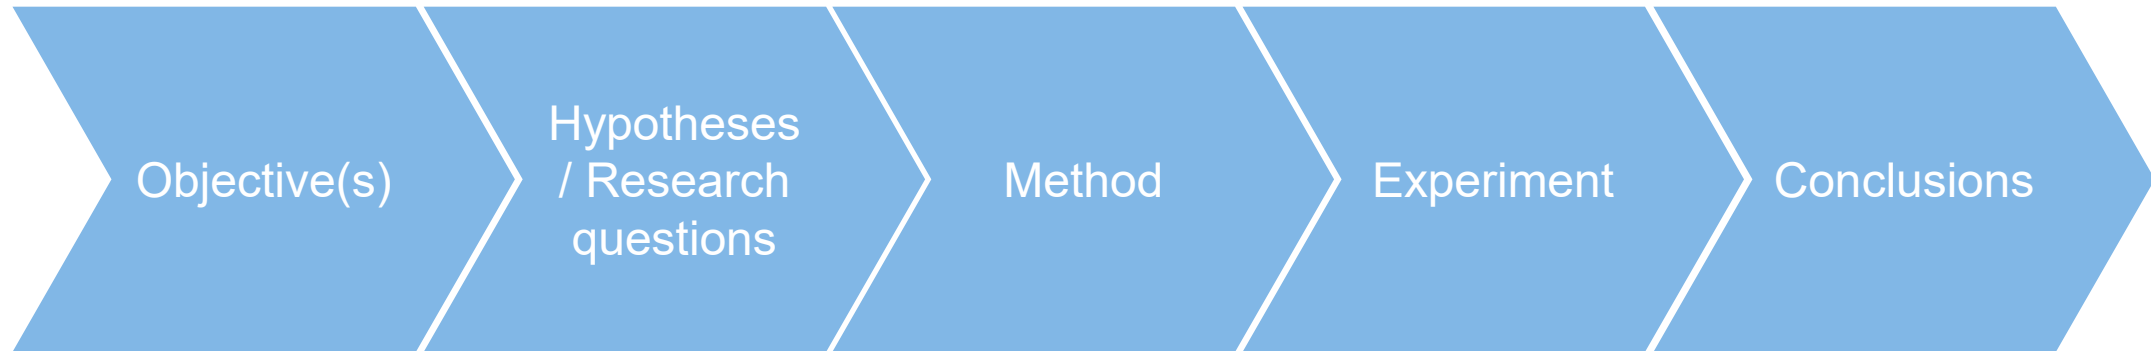 Objective(s)
Hypotheses
/ Research
questions
Method
Experiment
Conclusions